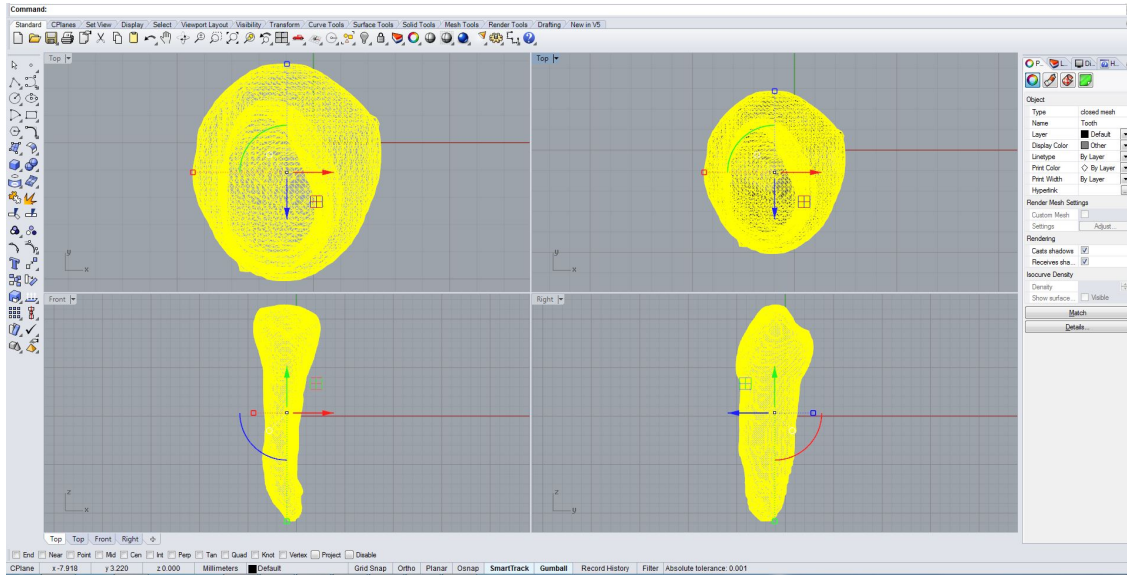 Command:
Standard CPlanes Set View Display Select Viewport Layout Visibility Transform Curve Tools Surface Tools Solid Tools Mesh Tools Render Tools Drafting New in V5
Top
Top
P... L... Di... H...
Object
Type closed mesh
Name Tooth
Layer Default
Display Color Other
Linetype By Layer
Print Color By Layer
Print Width By Layer
Hyperlink ...
Render Mesh Settings
Custom Mesh
Settings Adjust...
Rendering
Casts shadows
Receives sha...
Isocurve Density
Density
Show surface... Visible
Match
Details...
y
x
y
x
Front
Right
z
x
z
y
Top Top Front Right
End Near Point Mid Cen Int Perp Tan Quad Knot Vertex Project Disable
CPlane x -7.918 y 3.220 z 0.000 Millimeters Default Grid Snap Ortho Planar Osnap SmartTrack Gumball Record History Filter Absolute tolerance: 0.001